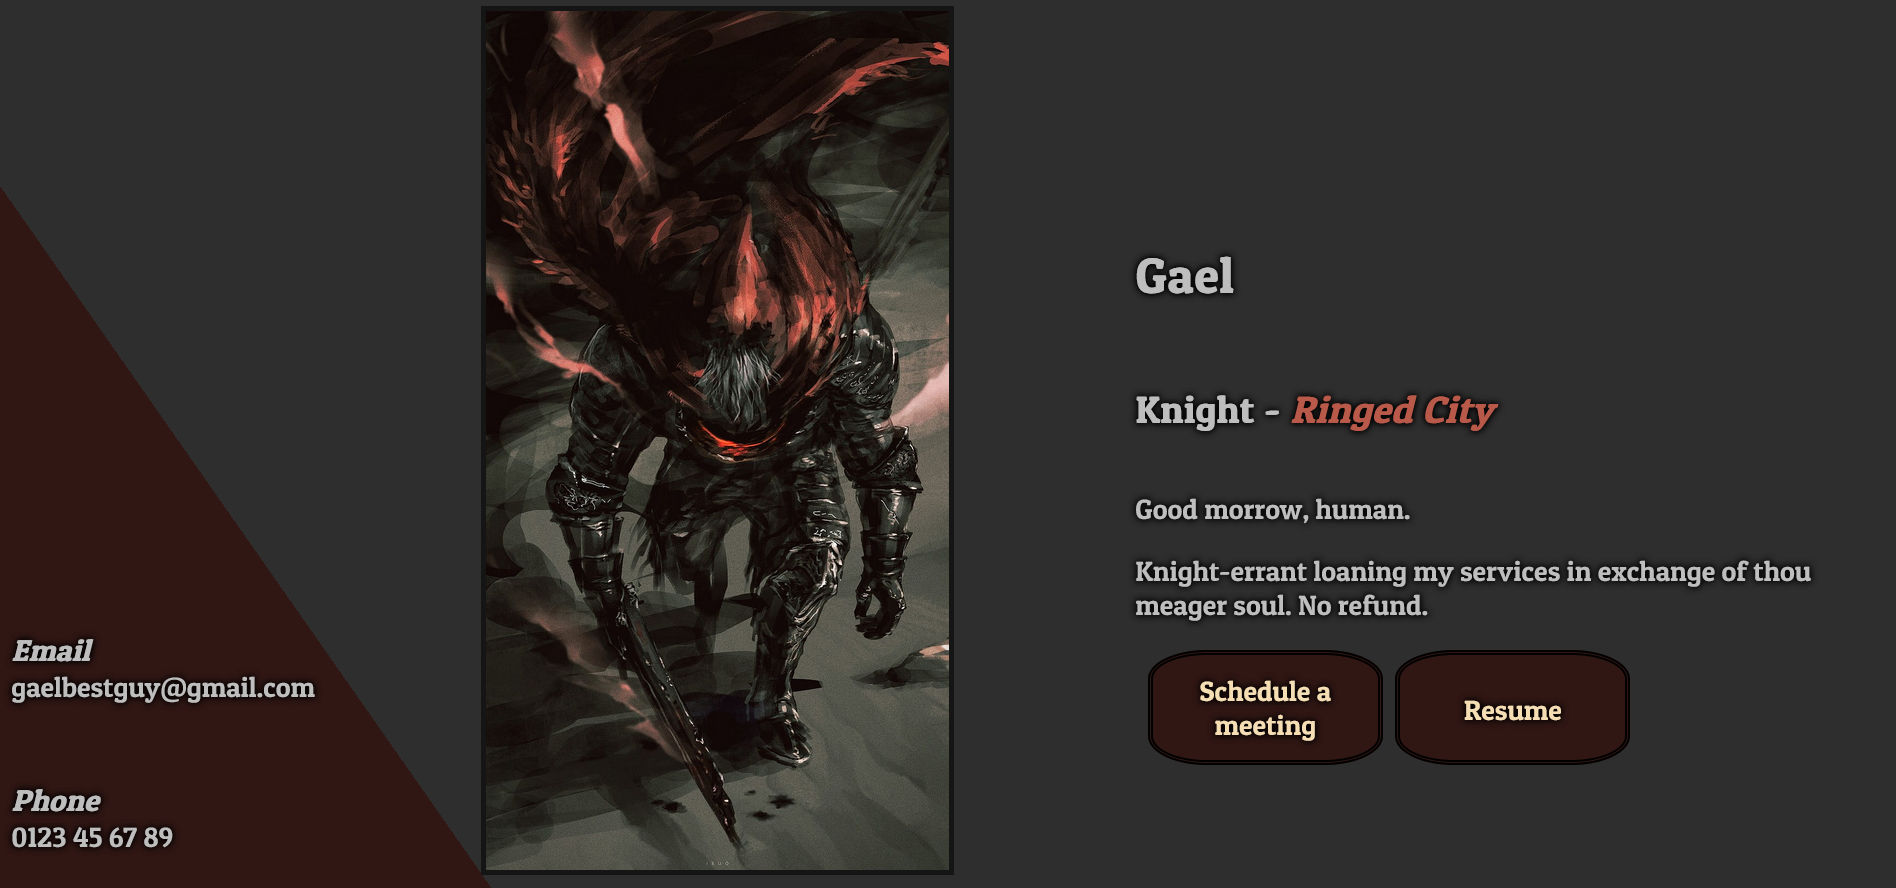 Gael
Knight - Ringed City
Good morrow, human.
Knight-errant loaning my services in exchange of thou
meager soul. No refund.
Schedule a
meeting
Resume
Email
gaelbestguy@gmail.com
Phone
0123 45 67 89